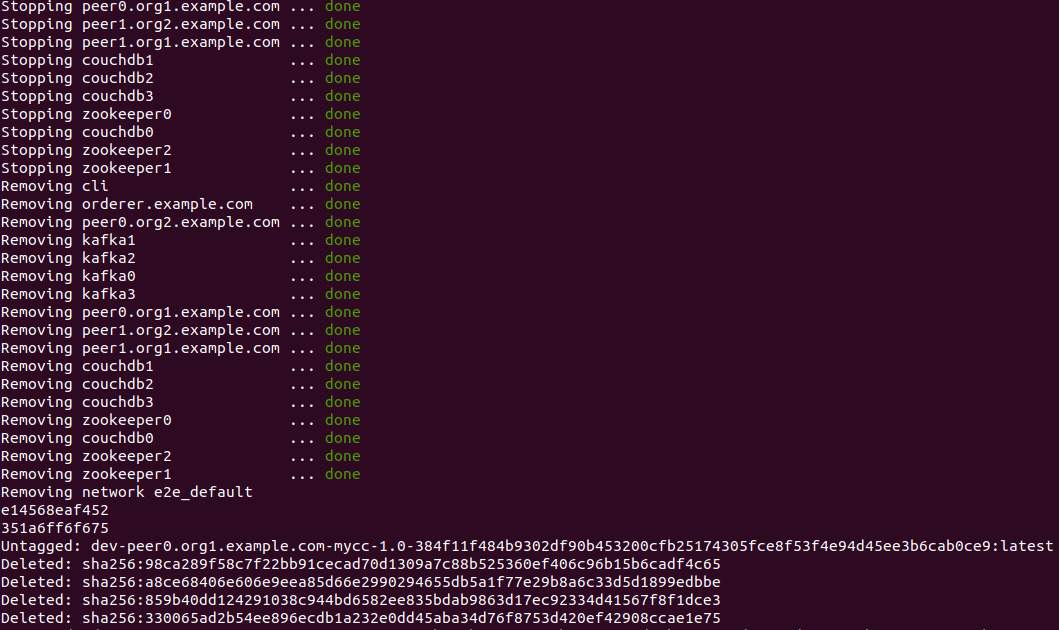 Stopping peer0.org1.example.com ... done
Stopping peer1.org2.example.com ... done
Stopping peer1.org1.example.com ... done
Stopping couchdb1               ... done
Stopping couchdb2               ... done
Stopping couchdb3               ... done
Stopping zookeeper0             ... done
Stopping couchdb0               ... done
Stopping zookeeper2             ... done
Stopping zookeeper1             ... done
Removing cli                    ... done
Removing orderer.example.com    ... done
Removing peer0.org2.example.com ... done
Removing kafka1                 ... done
Removing kafka2                 ... done
Removing kafka0                 ... done
Removing kafka3                 ... done
Removing peer0.org1.example.com ... done
Removing peer1.org2.example.com ... done
Removing peer1.org1.example.com ... done
Removing couchdb1               ... done
Removing couchdb2               ... done
Removing couchdb3               ... done
Removing zookeeper0             ... done
Removing couchdb0               ... done
Removing zookeeper2             ... done
Removing zookeeper1             ... done
Removing network e2e_default
e14568eaf452
351a6ff6f675
Untagged: dev-peer0.org1.example.com-mycc-1.0-384f11f484b9302df90b453200cfb25174305fce8f53f4e94d45ee3b6cab0ce9:latest
Deleted: sha256:98ca289f58c7f22bb91cecad70d1309a7c88b525360ef406c96b15b6cadf4c65
Deleted: sha256:a8ce68406e606e9eea85d66e2990294655db5a1f77e29b8a6c33d5d1899edbbe
Deleted: sha256:859b40dd124291038c944bd6582ee835bdab9863d17ec92334d41567f8f1dce3
Deleted: sha256:330065ad2b54ee896ecdb1a232e0dd45aba34d76f8753d420ef42908ccae1e75